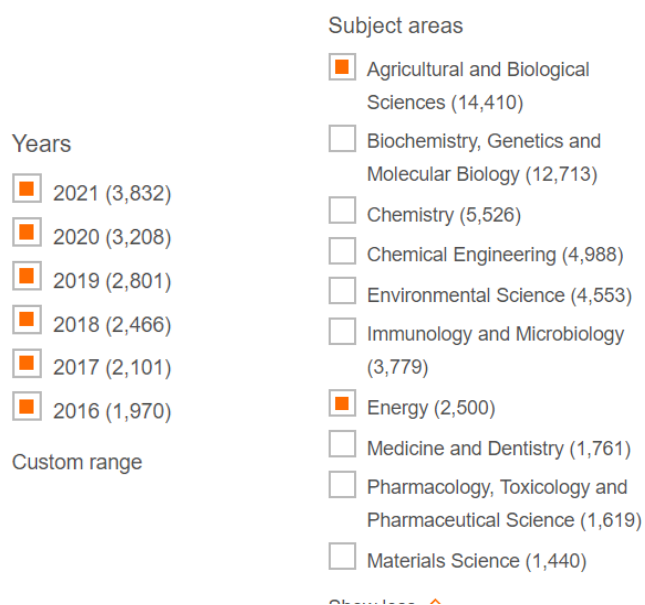 Years
2021 (3,832)
2020 (3,208)
2019 (2,801)
2018 (2,466)
2017 (2,101)
2016 (1,970)
Custom range
Subject areas
Agricultural and Biological
Sciences (14,410)
Biochemistry, Genetics and
Molecular Biology (12,713)
Chemistry (5,526)
Chemical Engineering (4,988)
Environmental Science (4,553)
Immunology and Microbiology
(3,779)
Energy (2,500)
Medicine and Dentistry (1,761)
Pharmacology, Toxicology and
Pharmaceutical Science (1,619)
Materials Science (1,440)
Show less